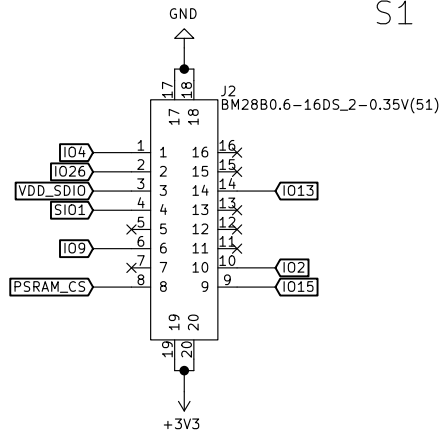 S1
GND
17 18
J2
BM28B0.6-16DS_2-0.35V(51)
17 18
IO4 1 1 16 16
IO26 2 2 15 15
VDD_SDIO 3 3 14 14 IO13
SIO1 4 4 13 13
5 5 12 12
IO9 6 6 11 11
7 7 10 10 IO2
PSRAM_CS 8 8 9 9 IO15
19 20
19 20
+3V3